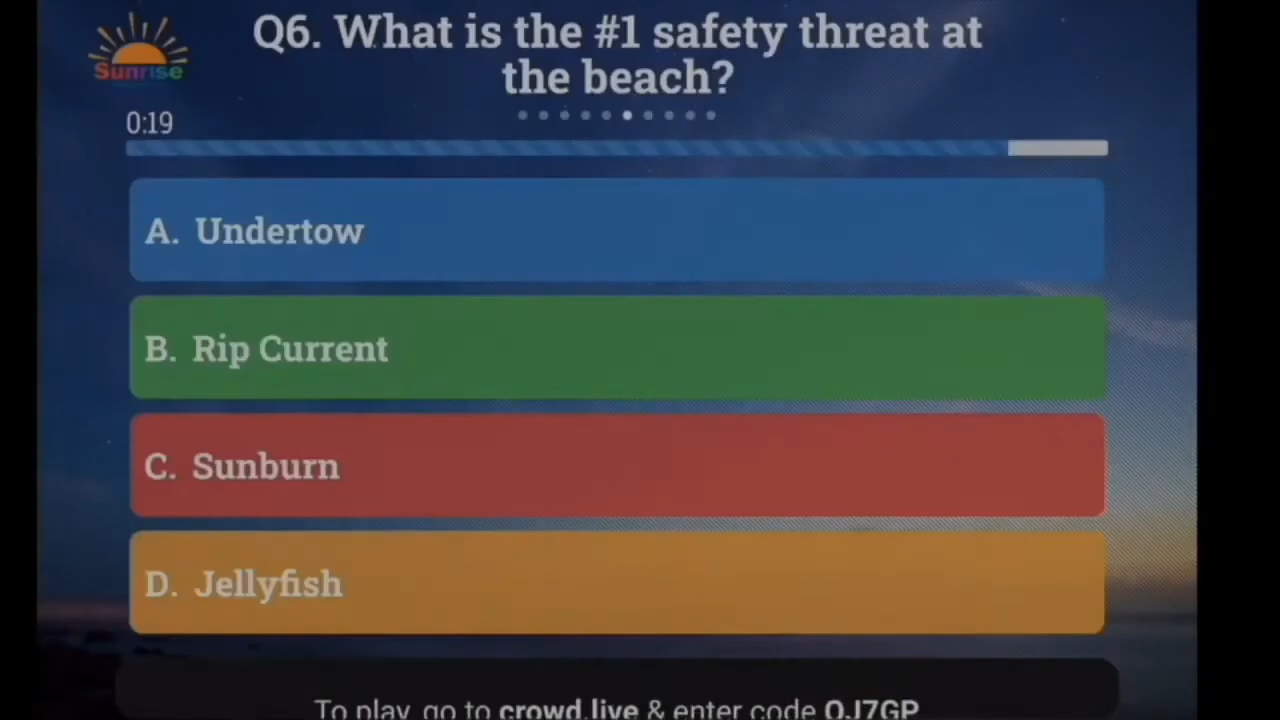 Sunrise
Q6. What is the #1 safety threat at
the beach?
0:19
A. Undertow
B. Rip Current
C. Sunburn
D. Jellyfish
To play, go to crowd.live & enter code QJ7GP